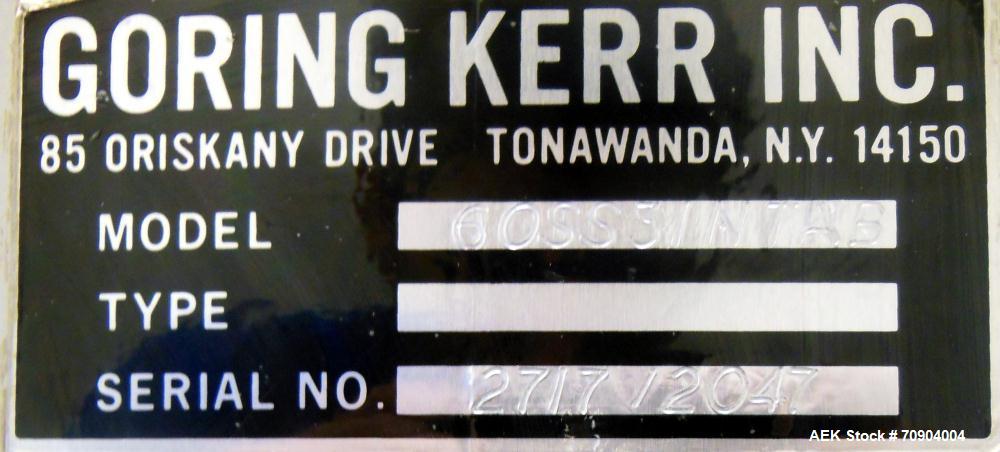 GORING KERR INC.
85 ORISKANY DRIVE TONAWANDA, N.Y. 14150
MODEL
TYPE
SERIAL NO. 2717/2047
AEK Stock # 70904004